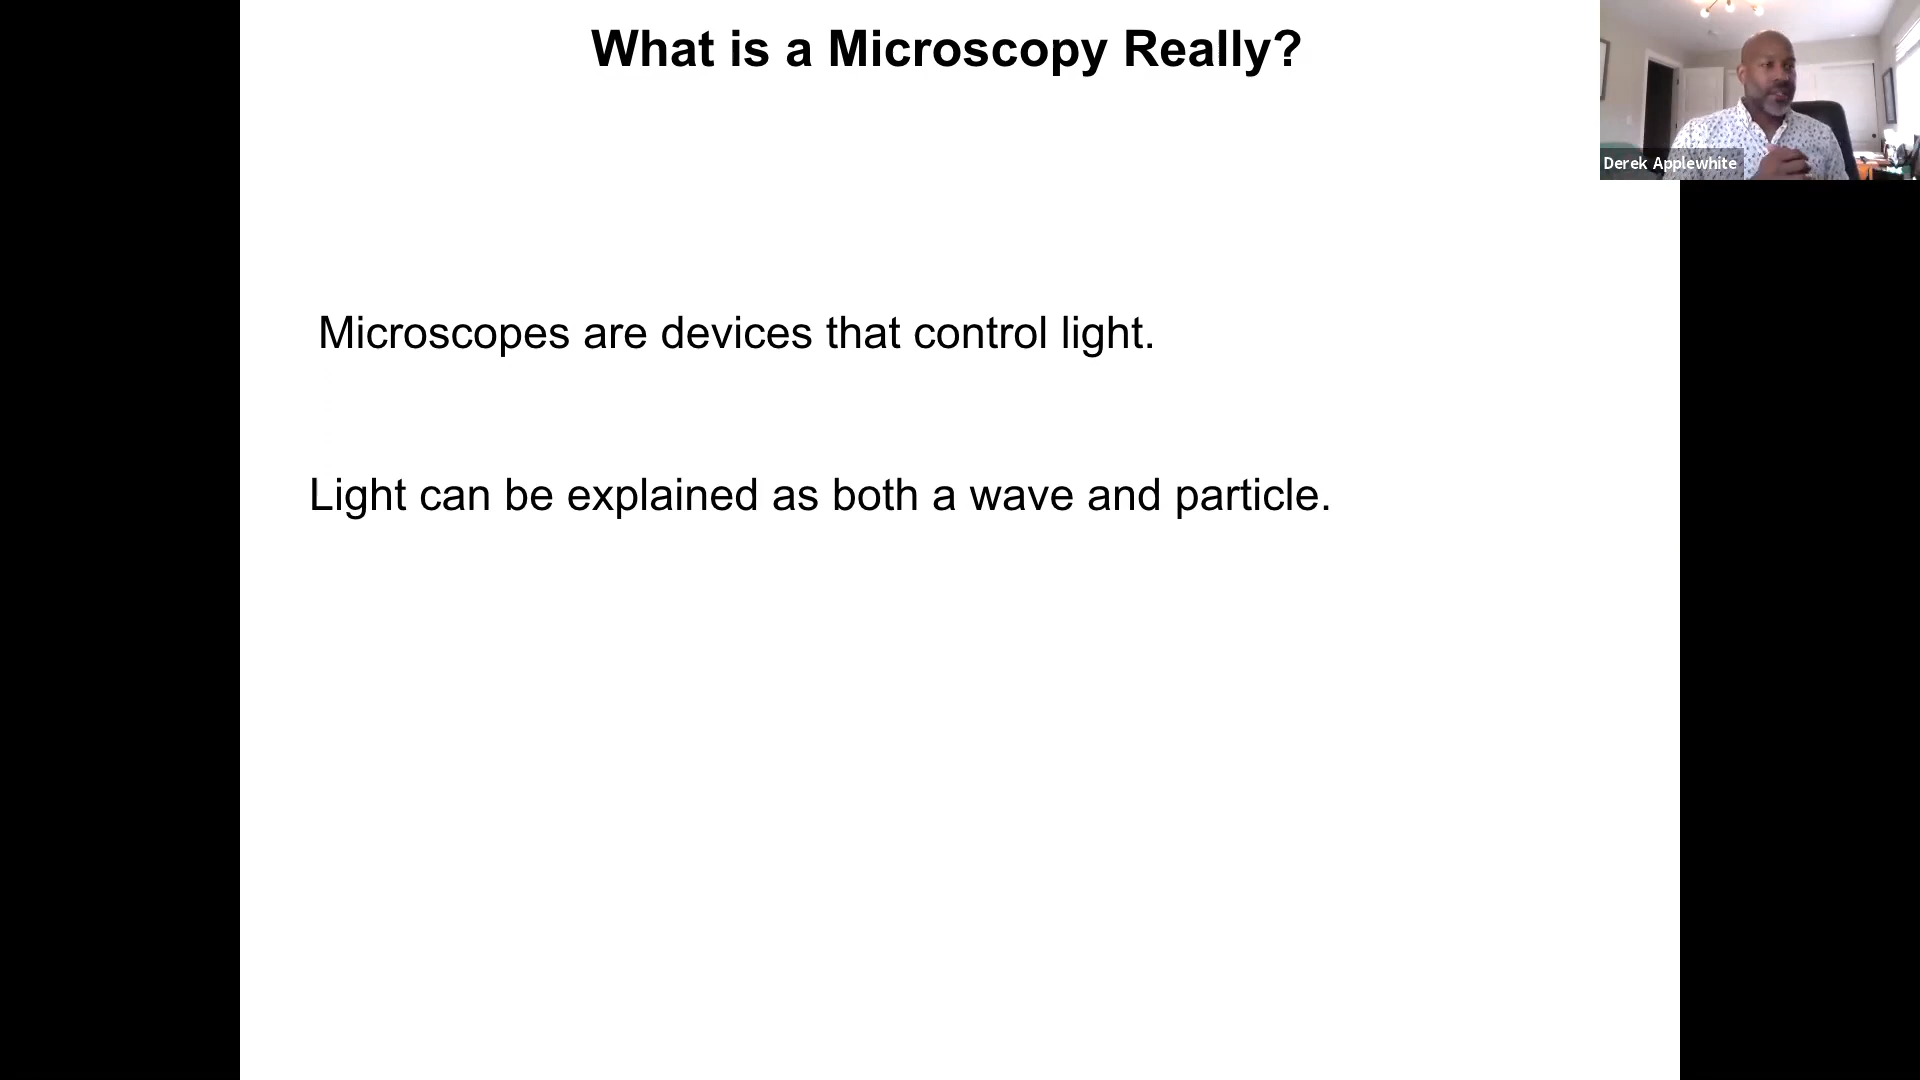 What is a Microscopy Really?
Derek Applewhite
Microscopes are devices that control light.
Light can be explained as both a wave and particle.